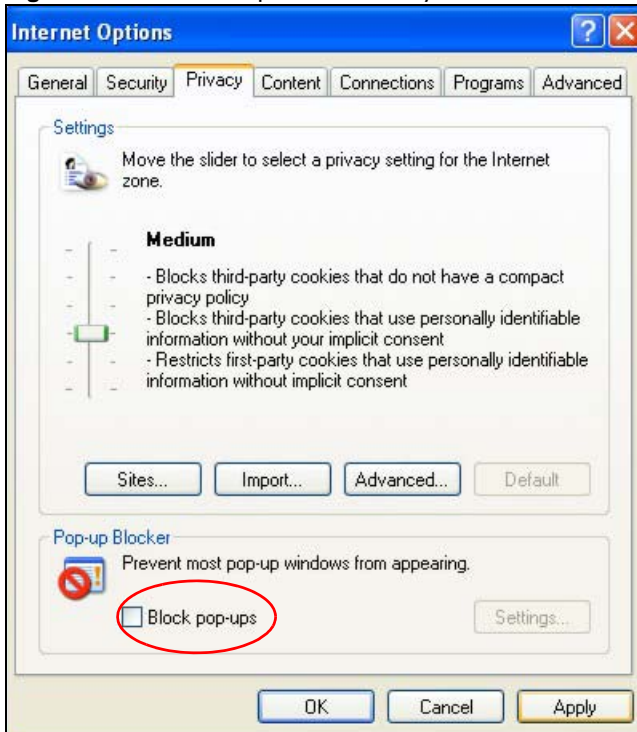 Internet Options
General Security Privacy Content Connections Programs Advanced
Settings
Move the slider to select a privacy setting for the Internet
zone.
Medium
- Blocks third-party cookies that do not have a compact
privacy policy
- Blocks third-party cookies that use personally identifiable
information without your implicit consent
- Restricts first-party cookies that use personally identifiable
information without implicit consent
Sites... Import... Advanced... Default
Pop-up Blocker
Prevent most pop-up windows from appearing.
Block pop-ups Settings...
OK Cancel Apply